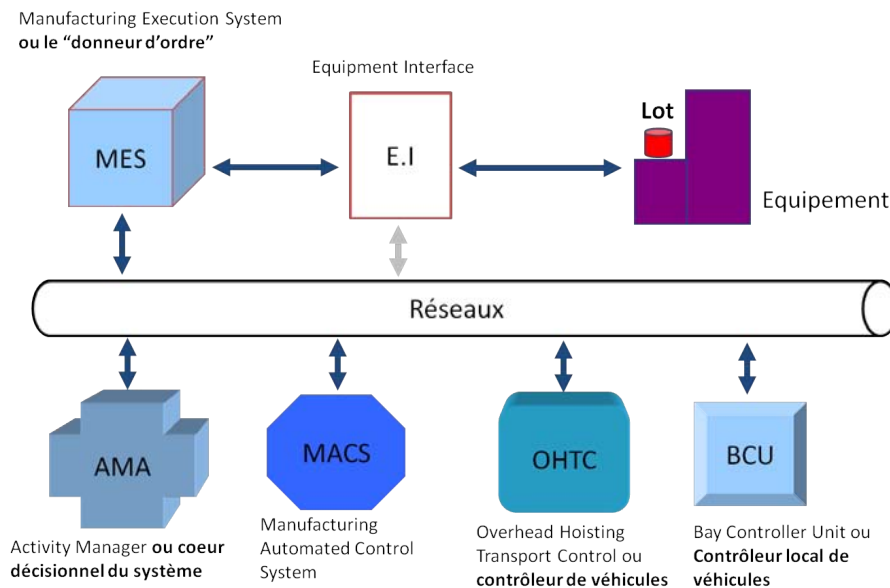 Manufacturing Execution System
ou le “donneur d’ordre”
Equipment Interface
MES
E.I
Lot
Equipement
Réseaux
AMA
MACS
OHTC
BCU
Activity Manager ou coeur
décisionnel du système
Manufacturing
Automated Control
System
Overhead Hoisting
Transport Control ou
contrôleur de véhicules
Bay Controller Unit ou
Contrôleur local de
véhicules